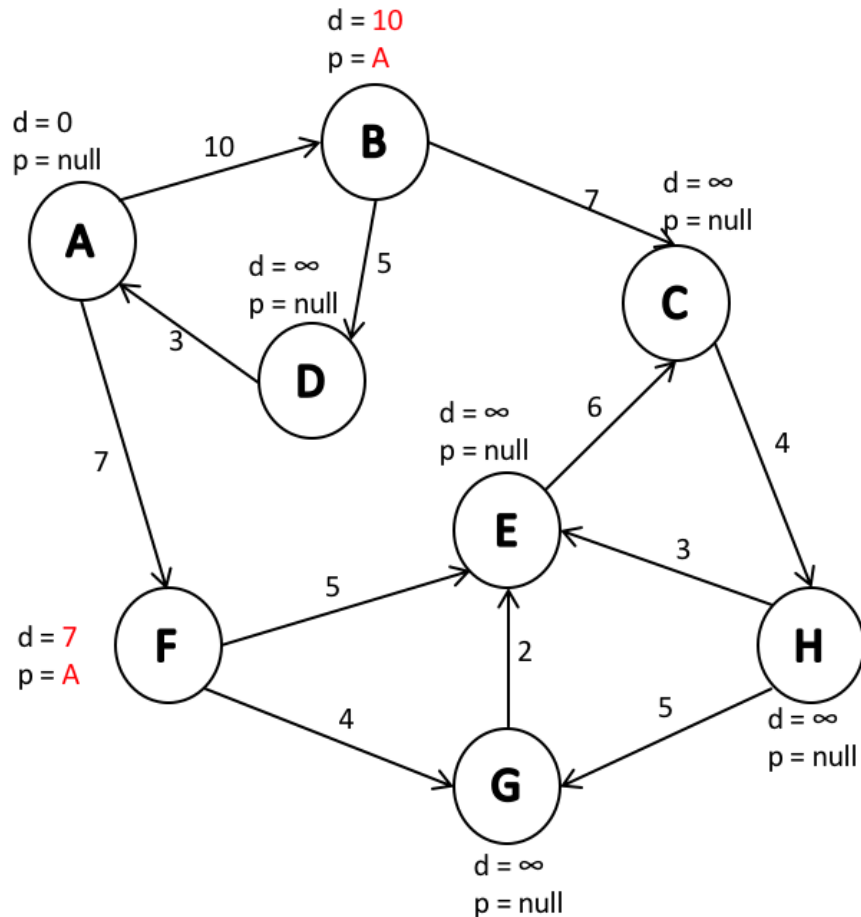 d = 10
p = A
B
d = 0
p = null
10
A
7
d = ∞
p = null
C
5
d = ∞
p = null
3
D
6
d = ∞
p = null
4
7
E
3
5
F
d = 7
p = A
2
H
4
5
d = ∞
p = null
G
d = ∞
p = null